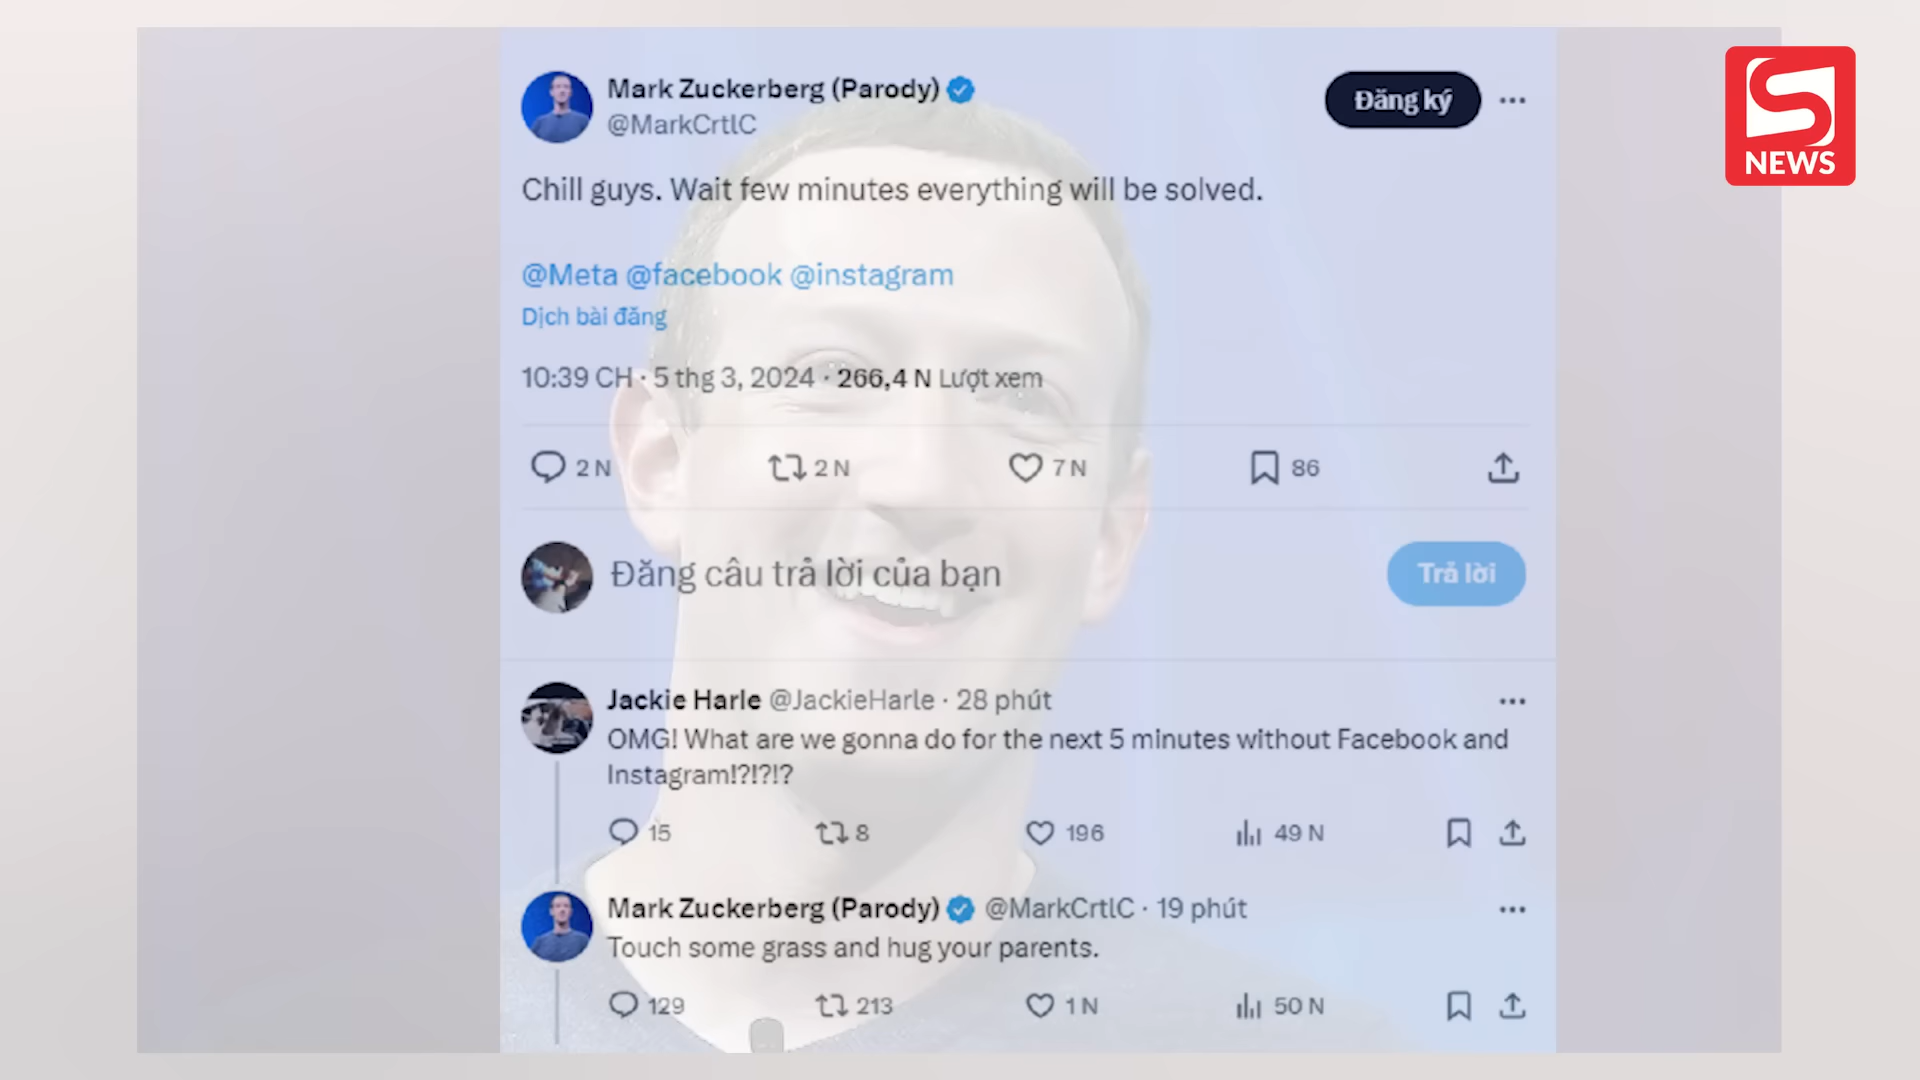 Mark Zuckerberg (Parody)
@MarkCrtlC
Đăng ký
S
NEWS
Chill guys. Wait few minutes everything will be solved.
@Meta @facebook @instagram
Dịch bài đăng
10:39 CH · 5 thg 3, 2024 · 266,4 N Lượt xem
2 N 2 N 7 N 86
Đăng câu trả lời của bạn
Trả lời
Jackie Harle @JackieHarle · 28 phút
OMG! What are we gonna do for the next 5 minutes without Facebook and
Instagram!?!?!?
15 8 196 49 N
Mark Zuckerberg (Parody) @MarkCrtlC · 19 phút
Touch some grass and hug your parents.
129 213 1 N 50 N